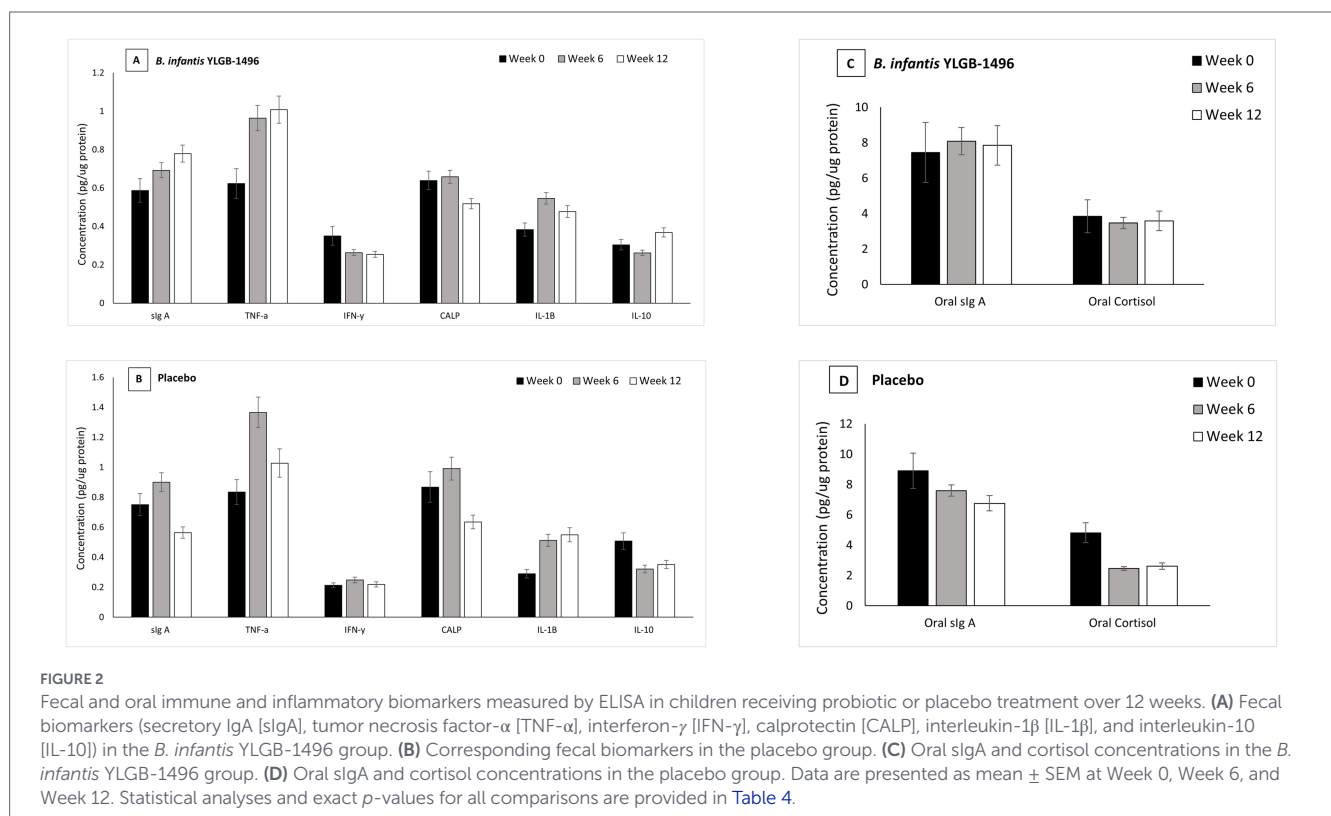 A B. infantis YLGB-1496
Week 0 Week 6 Week 12
Concentration (pg/ug protein)
1.2
1
0.8
0.6
0.4
0.2
0
sIg A TNF-a IFN-γ CALP IL-1B IL-10
C B. infantis YLGB-1496
Week 0
Week 6
Week 12
Concentration (pg/ug protein)
10
8
6
4
2
0
Oral sIg A Oral Cortisol
B Placebo
Week 0 Week 6 Week 12
Concentration (pg/ug protein)
1.6
1.4
1.2
1
0.8
0.6
0.4
0.2
0
sIg A TNF-a IFN-γ CALP IL-1B IL-10
D Placebo
Week 0
Week 6
Week 12
Concentration (pg/ug protein)
12
10
8
6
4
2
0
Oral sIg A Oral Cortisol
FIGURE 2
Fecal and oral immune and inflammatory biomarkers measured by ELISA in children receiving probiotic or placebo treatment over 12 weeks. (A) Fecal
biomarkers (secretory IgA [sIgA], tumor necrosis factor-α [TNF-α], interferon-γ [IFN-γ], calprotectin [CALP], interleukin-1β [IL-1β], and interleukin-10
[IL-10]) in the B. infantis YLGB-1496 group. (B) Corresponding fecal biomarkers in the placebo group. (C) Oral sIgA and cortisol concentrations in the B.
infantis YLGB-1496 group. (D) Oral sIgA and cortisol concentrations in the placebo group. Data are presented as mean ± SEM at Week 0, Week 6, and
Week 12. Statistical analyses and exact p-values for all comparisons are provided in Table 4.